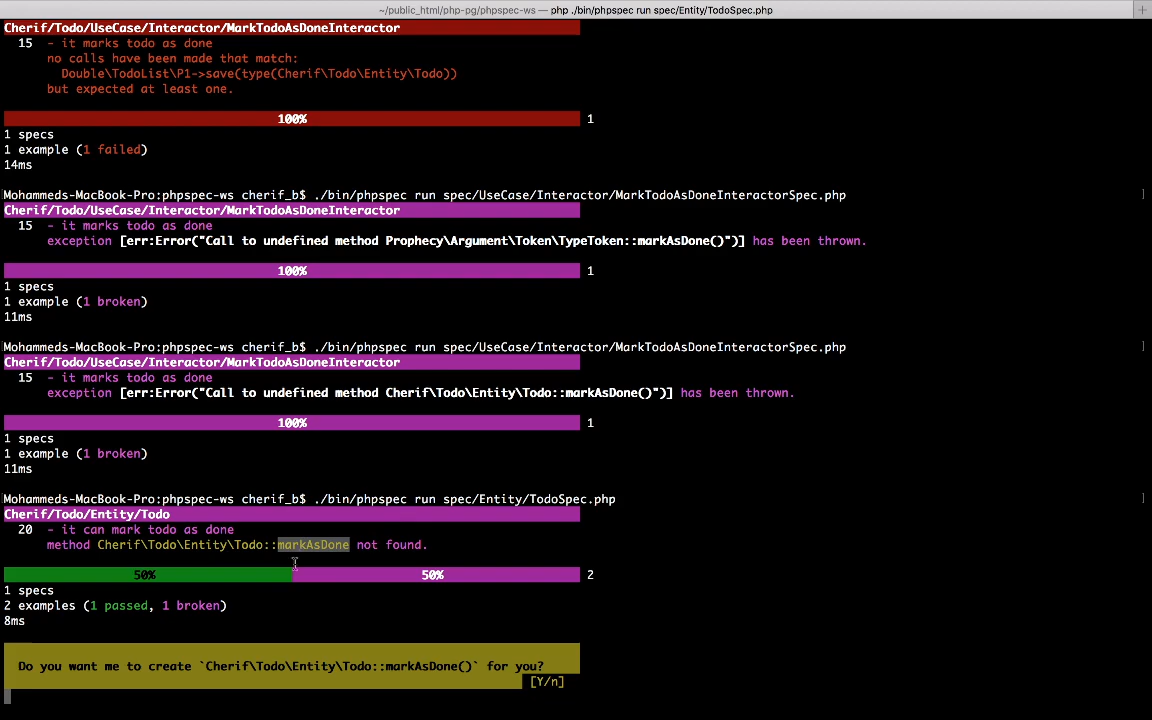 ~/public_html/php-pg/phpspec-ws — php ./bin/phpspec run spec/Entity/TodoSpec.php
Cherif/Todo/UseCase/Interactor/MarkTodoAsDoneInteractor
15 - it marks todo as done
no calls have been made that match:
Double\TodoList\P1->save(type(Cherif\Todo\Entity\Todo))
but expected at least one.
100% 1
1 specs
1 example (1 failed)
14ms
Mohammeds-MacBook-Pro:phpspec-ws cherif_b$ ./bin/phpspec run spec/UseCase/Interactor/MarkTodoAsDoneInteractorSpec.php
Cherif/Todo/UseCase/Interactor/MarkTodoAsDoneInteractor
15 - it marks todo as done
exception [err:Error("Call to undefined method Prophecy\Argument\Token\TypeToken::markAsDone()")] has been thrown.
100% 1
1 specs
1 example (1 broken)
11ms
Mohammeds-MacBook-Pro:phpspec-ws cherif_b$ ./bin/phpspec run spec/UseCase/Interactor/MarkTodoAsDoneInteractorSpec.php
Cherif/Todo/UseCase/Interactor/MarkTodoAsDoneInteractor
15 - it marks todo as done
exception [err:Error("Call to undefined method Cherif\Todo\Entity\Todo::markAsDone()")] has been thrown.
100% 1
1 specs
1 example (1 broken)
11ms
Mohammeds-MacBook-Pro:phpspec-ws cherif_b$ ./bin/phpspec run spec/Entity/TodoSpec.php
Cherif/Todo/Entity/Todo
20 - it can mark todo as done
method Cherif\Todo\Entity\Todo::markAsDone not found.
50% 50% 2
1 specs
2 examples (1 passed, 1 broken)
8ms
Do you want me to create `Cherif\Todo\Entity\Todo::markAsDone()` for you?
[Y/n]